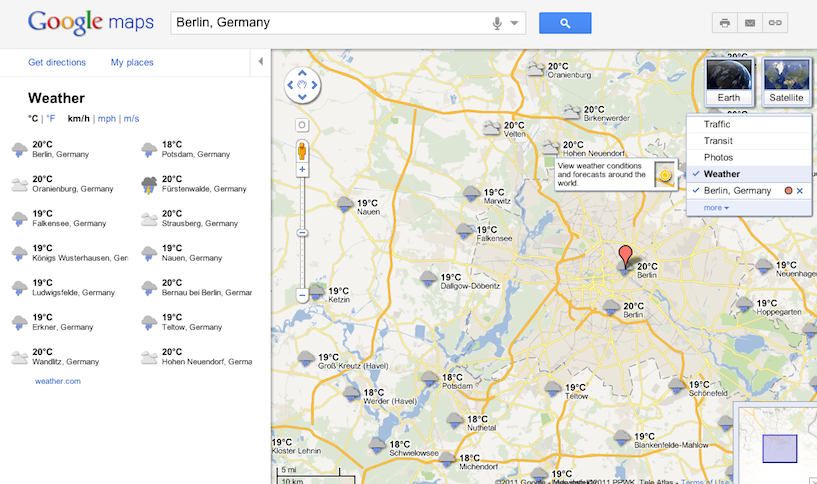 Google maps
Berlin, Germany
Get directions
My places
Weather
°C | °F km/h | mph | m/s
20°C
Berlin, Germany
18°C
Potsdam, Germany
20°C
Oranienburg, Germany
20°C
Fürstenwalde, Germany
19°C
Falkensee, Germany
20°C
Strausberg, Germany
19°C
Königs Wusterhausen, Ger
19°C
Nauen, Germany
19°C
Ludwigsfelde, Germany
20°C
Bernau bei Berlin, Germar
19°C
Erkner, Germany
19°C
Teltow, Germany
20°C
Wandlitz, Germany
20°C
Hohen Neuendorf, Germa
weather.com
20°C
20°C
Oranienburg
Earth
Satellite
20°C
Birkenwerder
20°C
Velten
20°C
Hohen Neuendorf
Traffic
Transit
Photos
Weather
Berlin, Germany
more
View weather conditions
and forecasts around the
world.
19°C
Marwitz
19°C
Nauen
19°C
Falkensee
20°C
Berlin
19°C
Neuenhagen
19°C
Dallgow-Döberitz
19°C
Ketzin
20°C
Berlin
19°C
Hoppegarten
19°C
Groß Kreutz (Havel)
18°C
Potsdam
18°C
Werder (Havel)
19°C
Teltow
19°C
Schönefeld
18°C
Nuthetal
19°C
Kloster Lehnin
18°C
Schwielowsee
19°C
Blankenfelde-Mahlow
18°C
Michendorf
19°C
5 mi
10 km
©2011 Google - Map data ©2011 PPWK, Tele Atlas - Terms of Use